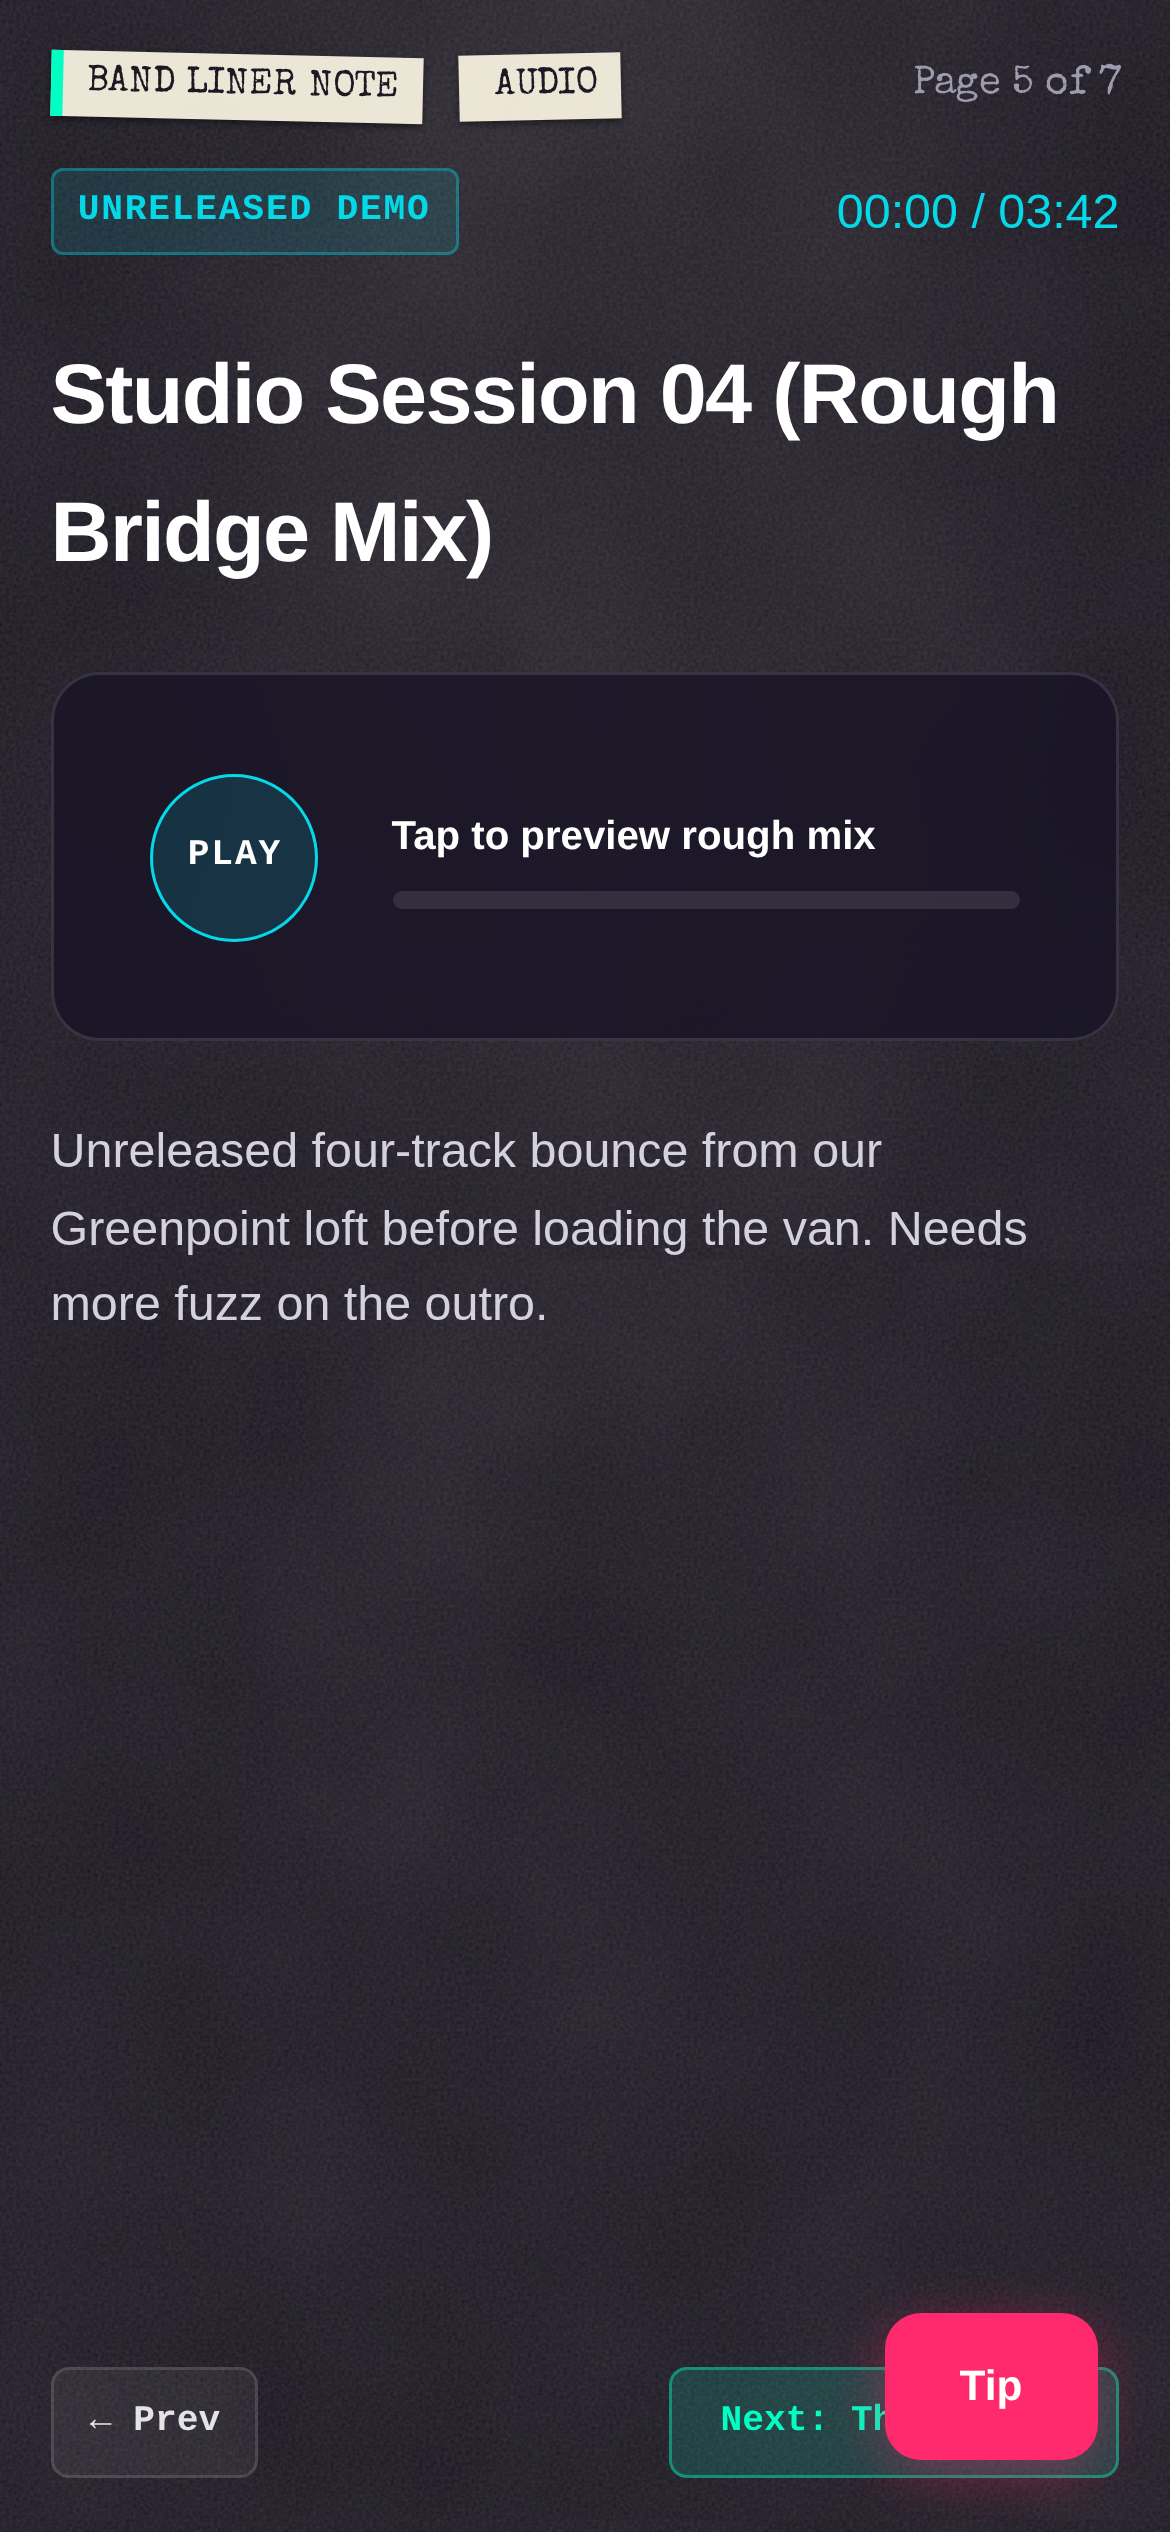 BAND LINER NOTE
AUDIO
Page 5 of 7
UNRELEASED DEMO
00:00 / 03:42
Studio Session 04 (Rough
Bridge Mix)
PLAY
Tap to preview rough mix
Unreleased four-track bounce from our
Greenpoint loft before loading the van. Needs
more fuzz on the outro.
← Prev
Next:
Tip